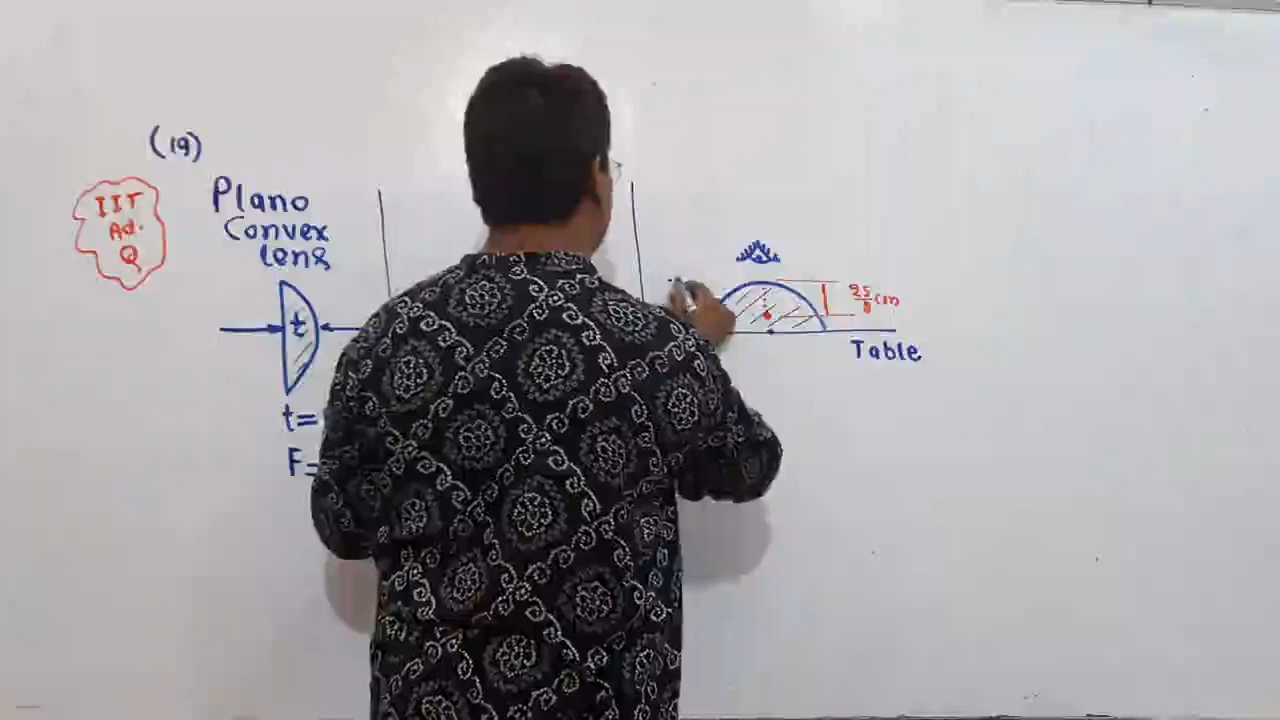 (19)
IIT
Ad.
Q
Plano
Convex
lens
t
t=
F=
25/8 cm
Table